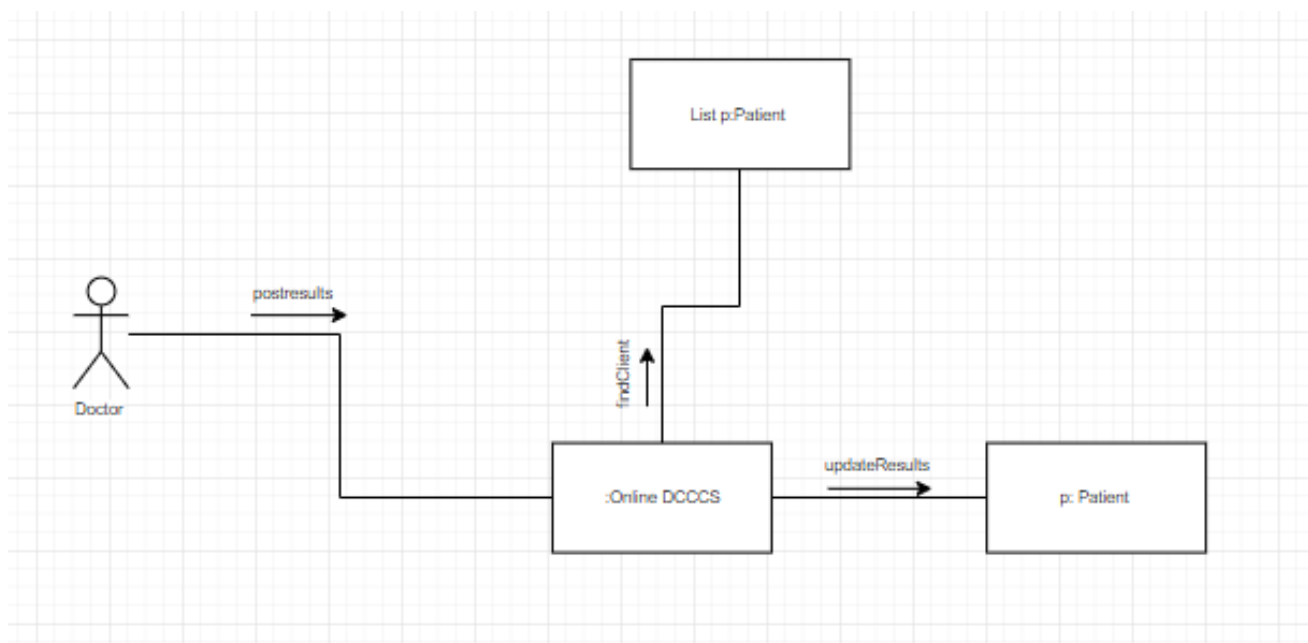 List p:Patient
postresults
Doctor
findClient
:Online DCCCS
updateResults
p: Patient